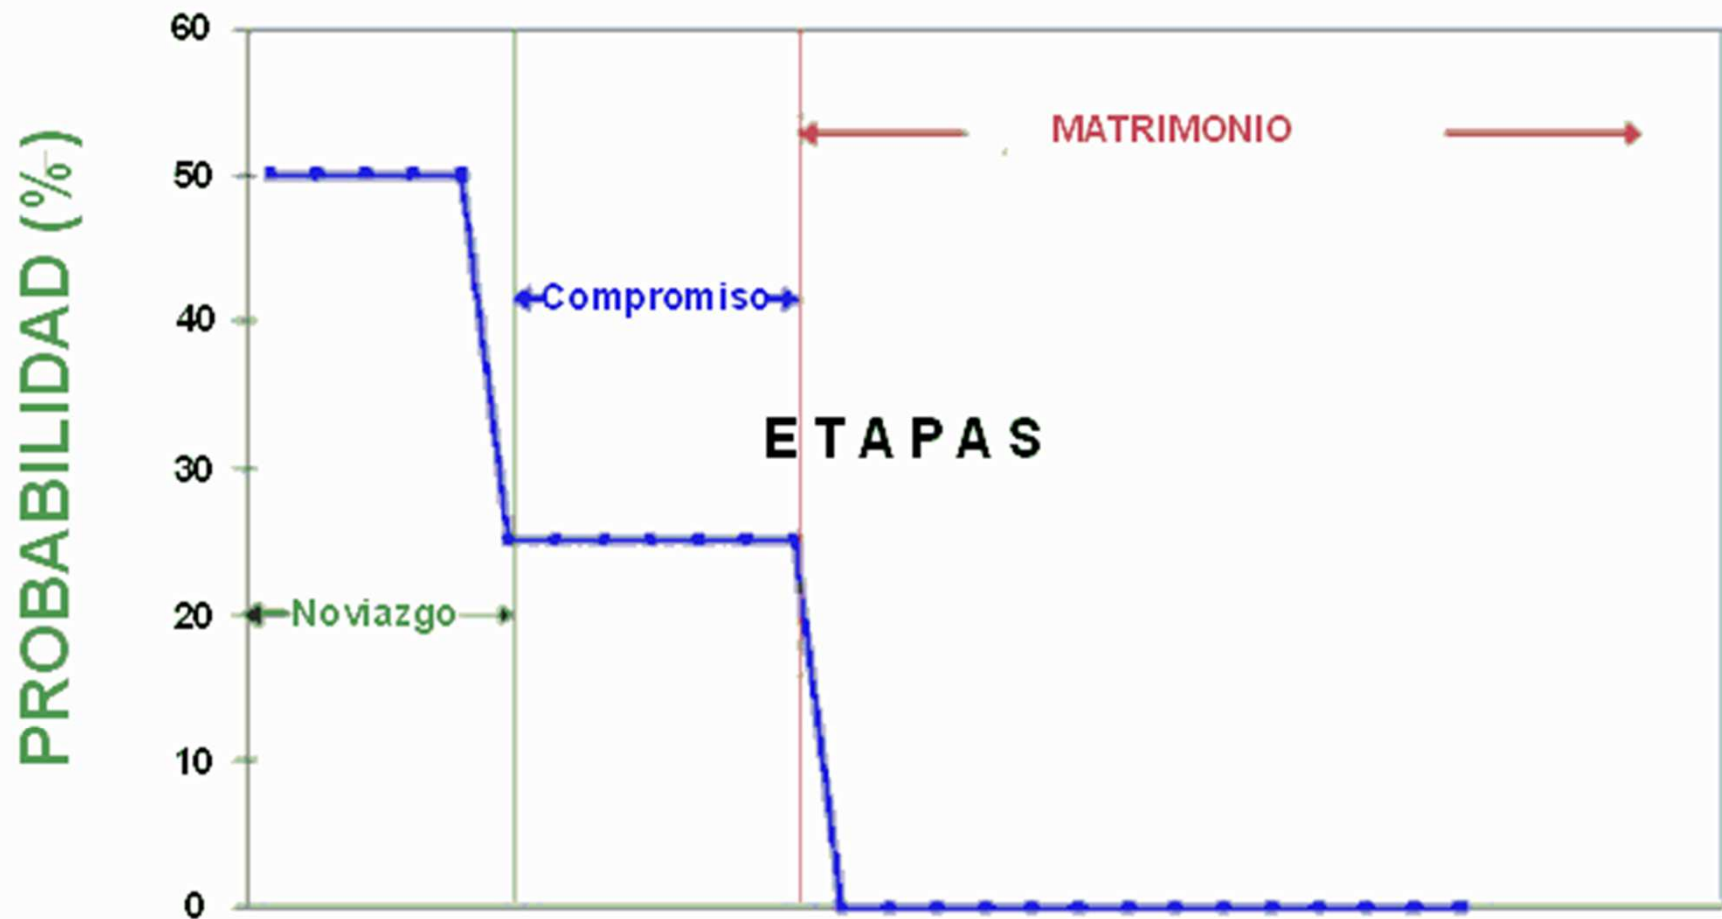 PROBABILIDAD (%)
60
50
40
30
20
10
0
MATRIMONIO
Compromiso
ETAPAS
Noviazgo